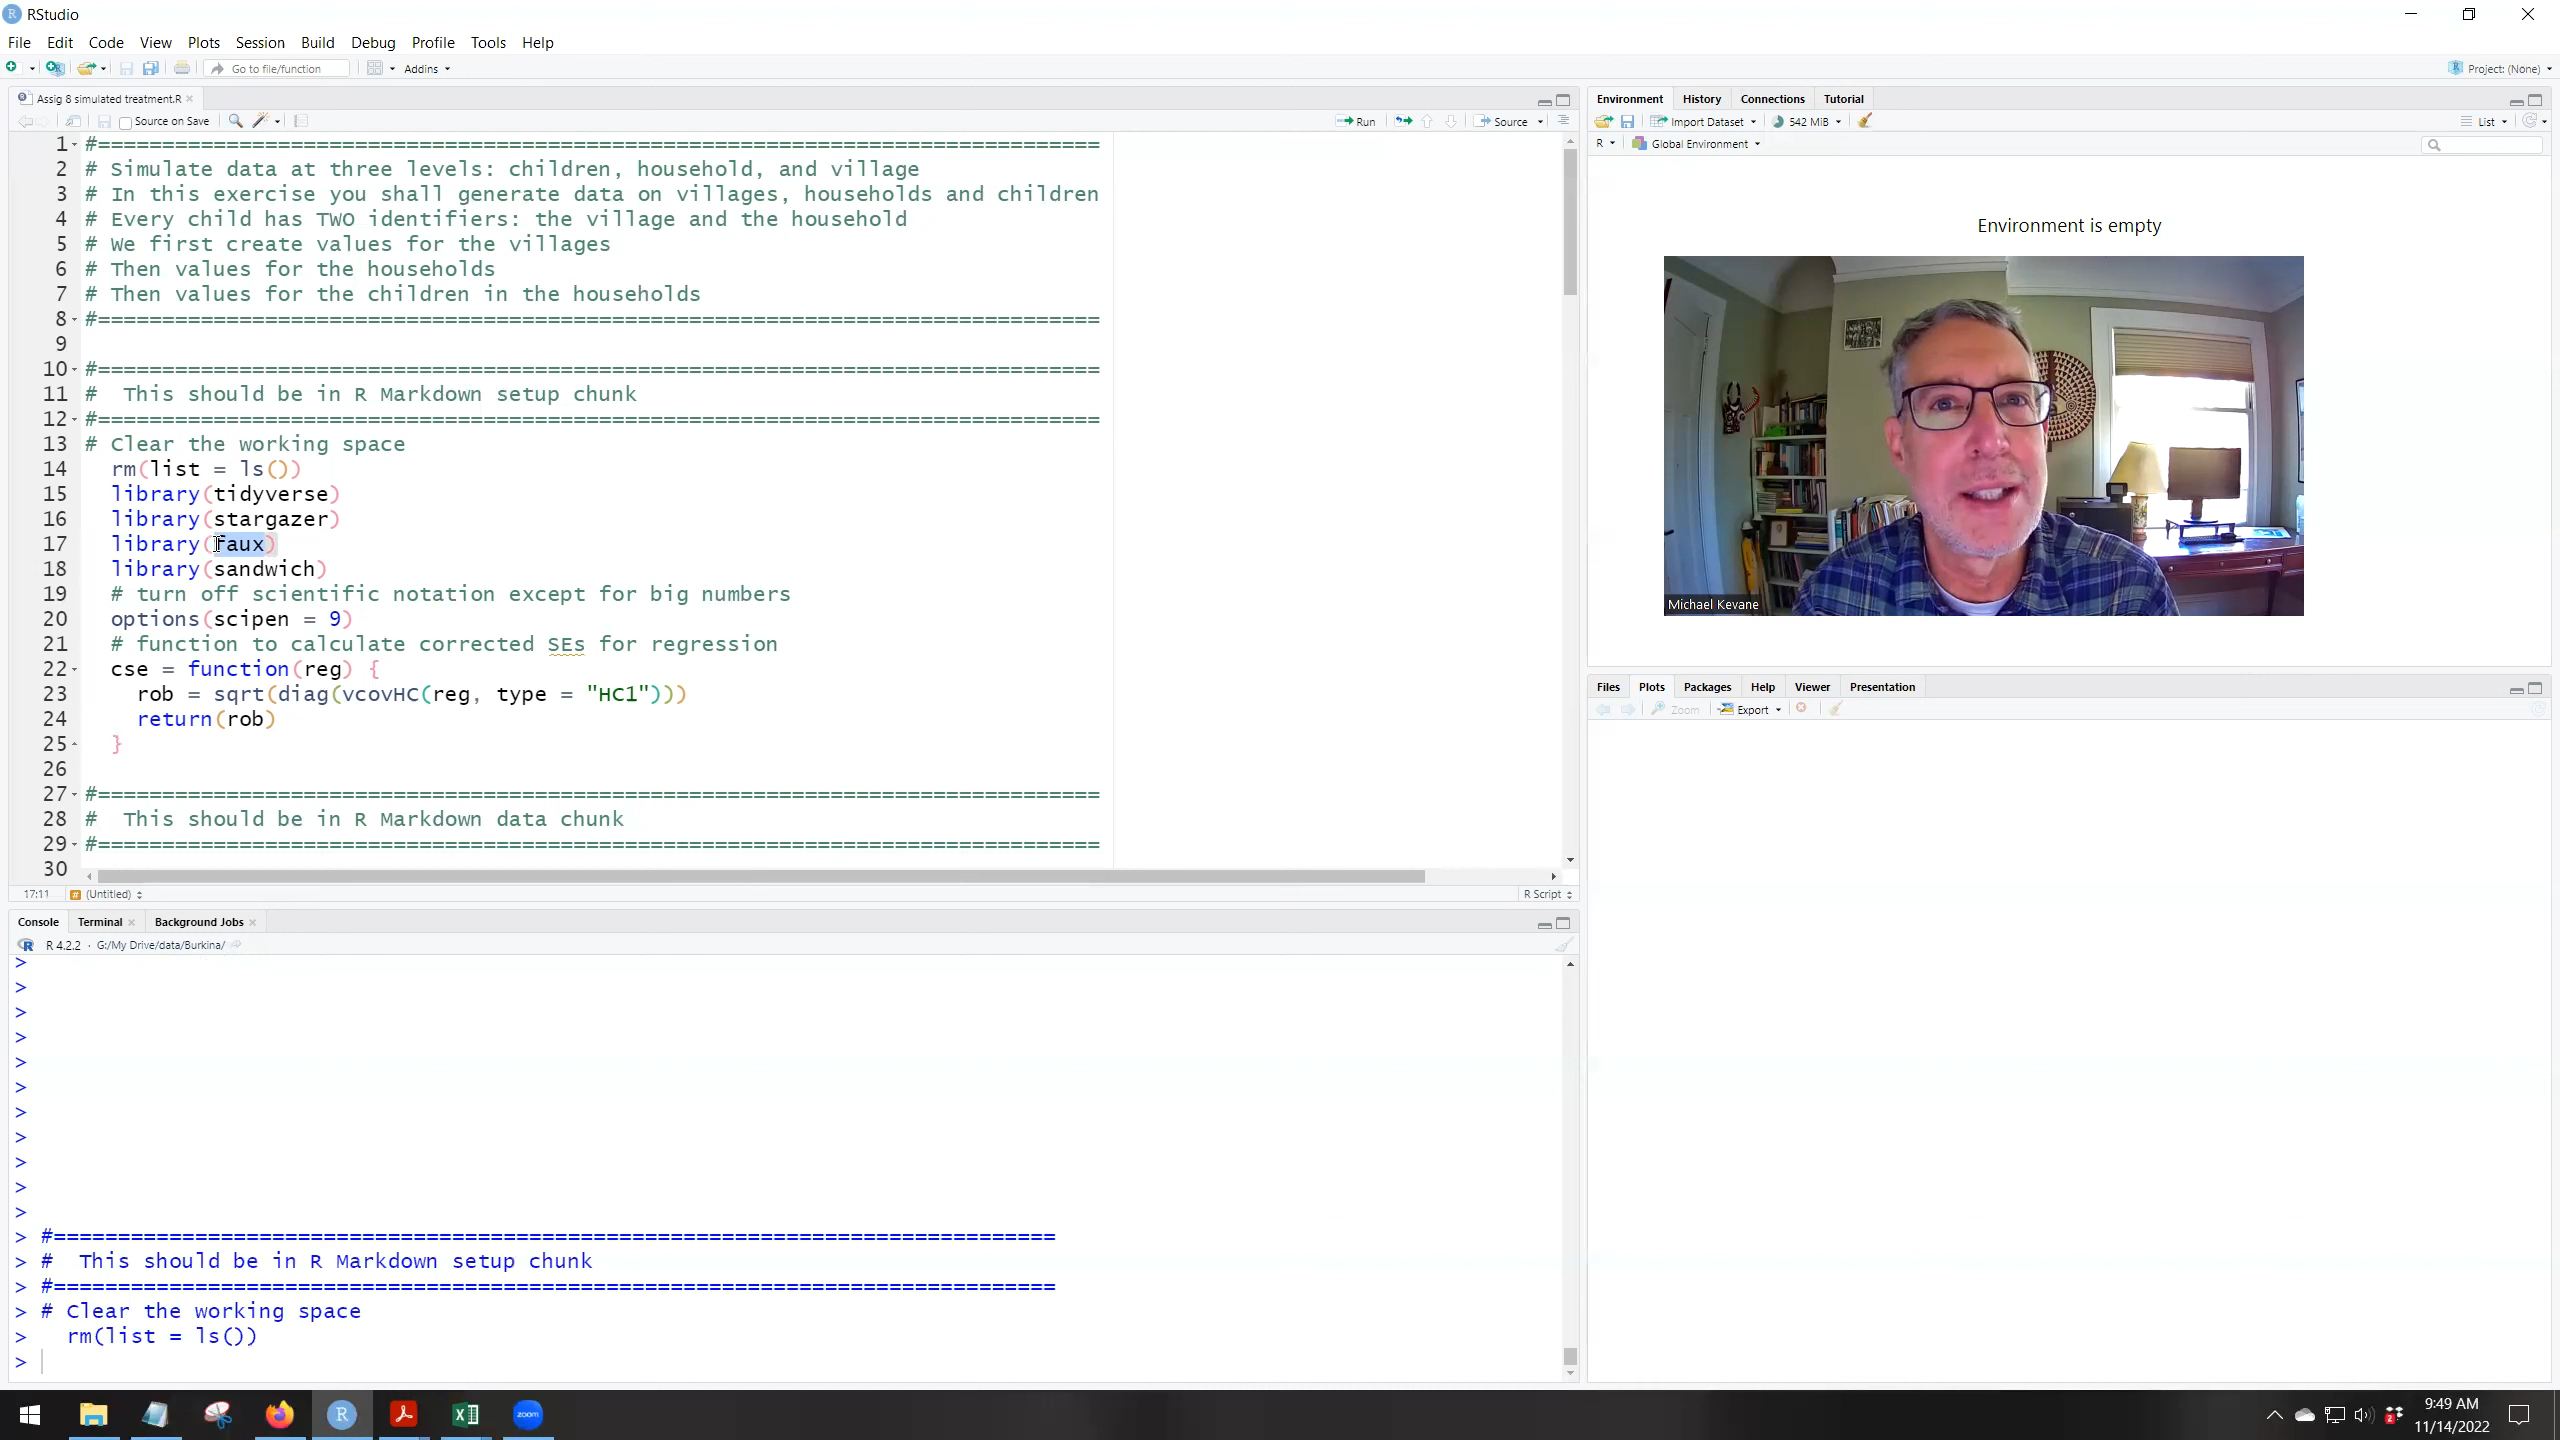 RStudio
File Edit Code View Plots Session Build Debug Profile Tools Help
Go to file/function Addins Project: (None)
Assig 8 simulated treatment.R
Source on Save Run Source
1 #==============================================================================
2 # Simulate data at three levels: children, household, and village
3 # In this exercise you shall generate data on villages, households and children
4 # Every child has TWO identifiers: the village and the household
5 # We first create values for the villages
6 # Then values for the households
7 # Then values for the children in the households
8 #==============================================================================
9
10 #==============================================================================
11 #  This should be in R Markdown setup chunk
12 #==============================================================================
13 # Clear the working space
14   rm(list = ls())
15   library(tidyverse)
16   library(stargazer)
17   library(faux)
18   library(sandwich)
19   # turn off scientific notation except for big numbers
20   options(scipen = 9)
21   # function to calculate corrected SEs for regression
22   cse = function(reg) {
23     rob = sqrt(diag(vcovHC(reg, type = "HC1")))
24     return(rob)
25   }
26
27 #==============================================================================
28 #  This should be in R Markdown data chunk
29 #==============================================================================
30
17:11 (Untitled) R Script
Console Terminal Background Jobs
R 4.2.2 · G:/My Drive/data/Burkina/
>
>
>
>
>
>
>
>
>
>
>
> #==============================================================================
> #  This should be in R Markdown setup chunk
> #==============================================================================
> # Clear the working space
>   rm(list = ls())
>
Environment History Connections Tutorial
Import Dataset 542 MiB List
R Global Environment
Environment is empty
Michael Kevane
Files Plots Packages Help Viewer Presentation
Zoom Export
zoom
9:49 AM
11/14/2022